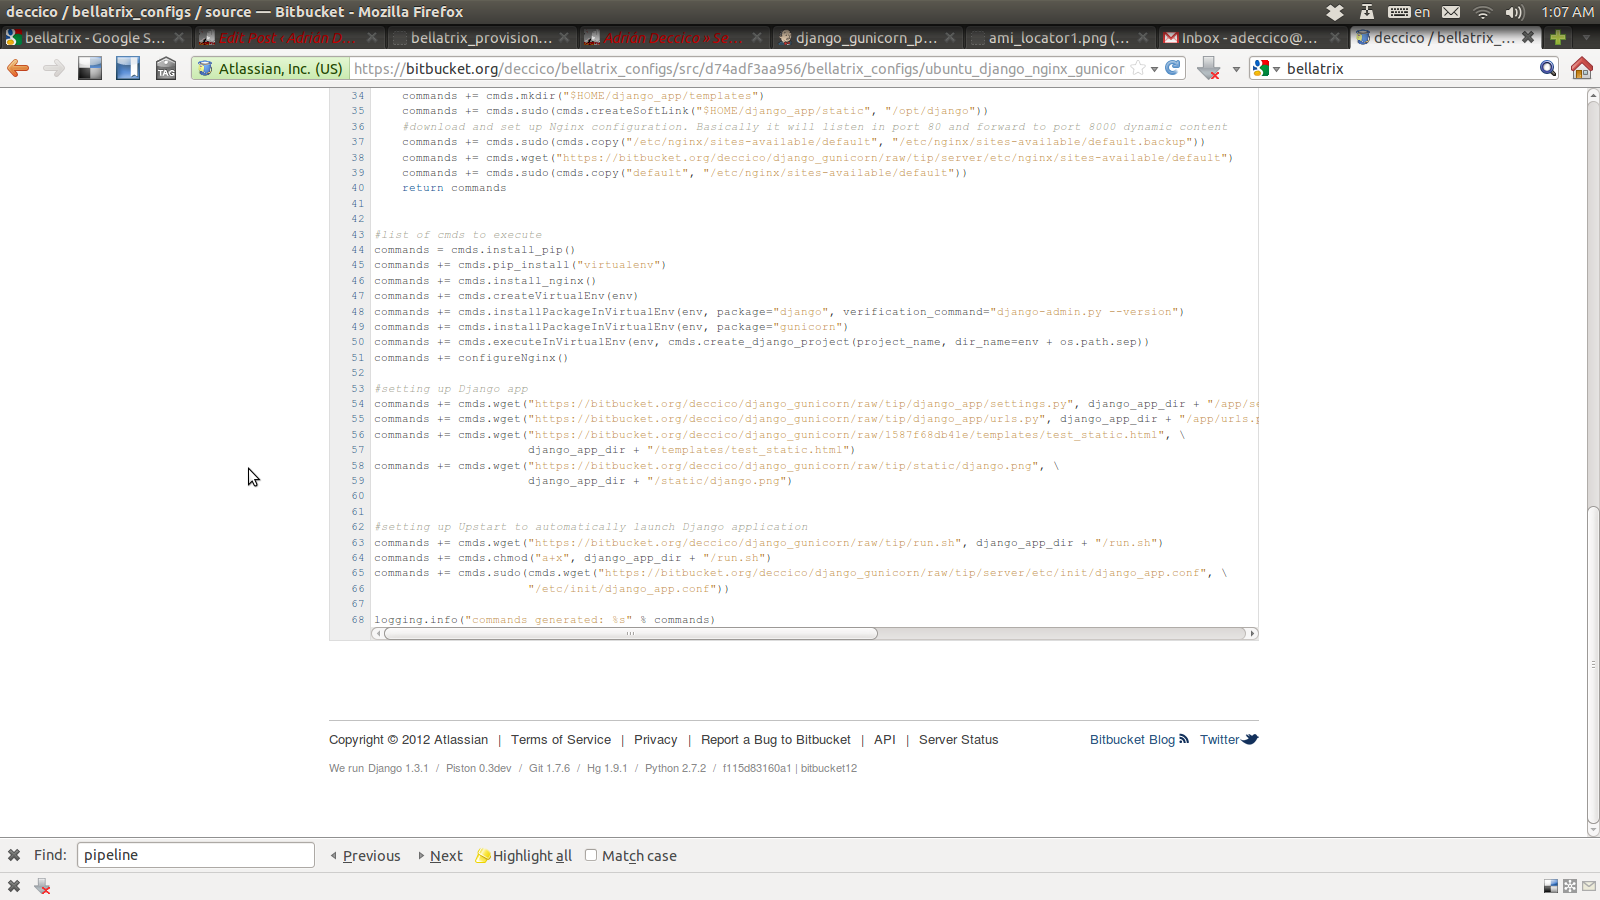 deccico / bellatrix_configs / source — Bitbucket - Mozilla Firefox
en
1:07 AM
bellatrix - Google S...
Edit Post ‹ Adrián D...
bellatrix_provision...
Adrián Deccico » Se...
django_gunicorn_p...
ami_locator1.png (...
Inbox - adeccico@...
deccico / bellatrix_...
TAG
Atlassian, Inc. (US)
https://bitbucket.org/deccico/bellatrix_configs/src/d74adf3aa956/bellatrix_configs/ubuntu_django_nginx_gunicor
bellatrix
34 commands += cmds.mkdir("$HOME/django_app/templates")
35 commands += cmds.sudo(cmds.createSoftLink("$HOME/django_app/static", "/opt/django"))
36 #download and set up Nginx configuration. Basically it will listen in port 80 and forward to port 8000 dynamic content
37 commands += cmds.sudo(cmds.copy("/etc/nginx/sites-available/default", "/etc/nginx/sites-available/default.backup"))
38 commands += cmds.wget("https://bitbucket.org/deccico/django_gunicorn/raw/tip/server/etc/nginx/sites-available/default")
39 commands += cmds.sudo(cmds.copy("default", "/etc/nginx/sites-available/default"))
40 return commands
41
42
43 #list of cmds to execute
44 commands = cmds.install_pip()
45 commands += cmds.pip_install("virtualenv")
46 commands += cmds.install_nginx()
47 commands += cmds.createVirtualEnv(env)
48 commands += cmds.installPackageInVirtualEnv(env, package="django", verification_command="django-admin.py --version")
49 commands += cmds.installPackageInVirtualEnv(env, package="gunicorn")
50 commands += cmds.executeInVirtualEnv(env, cmds.create_django_project(project_name, dir_name=env + os.path.sep))
51 commands += configureNginx()
52
53 #setting up Django app
54 commands += cmds.wget("https://bitbucket.org/deccico/django_gunicorn/raw/tip/django_app/settings.py", django_app_dir + "/app/se
55 commands += cmds.wget("https://bitbucket.org/deccico/django_gunicorn/raw/tip/django_app/urls.py", django_app_dir + "/app/urls.p
56 commands += cmds.wget("https://bitbucket.org/deccico/django_gunicorn/raw/1587f68db41e/templates/test_static.html", \
57 django_app_dir + "/templates/test_static.html")
58 commands += cmds.wget("https://bitbucket.org/deccico/django_gunicorn/raw/tip/static/django.png", \
59 django_app_dir + "/static/django.png")
60
61
62 #setting up Upstart to automatically launch Django application
63 commands += cmds.wget("https://bitbucket.org/deccico/django_gunicorn/raw/tip/run.sh", django_app_dir + "/run.sh")
64 commands += cmds.chmod("a+x", django_app_dir + "/run.sh")
65 commands += cmds.sudo(cmds.wget("https://bitbucket.org/deccico/django_gunicorn/raw/tip/server/etc/init/django_app.conf", \
66 "/etc/init/django_app.conf"))
67
68 logging.info("commands generated: %s" % commands)
Copyright © 2012 Atlassian | Terms of Service | Privacy | Report a Bug to Bitbucket | API | Server Status
Bitbucket Blog Twitter
We run Django 1.3.1 / Piston 0.3dev / Git 1.7.6 / Hg 1.9.1 / Python 2.7.2 / f115d83160a1 | bitbucket12
Find: pipeline Previous Next Highlight all Match case